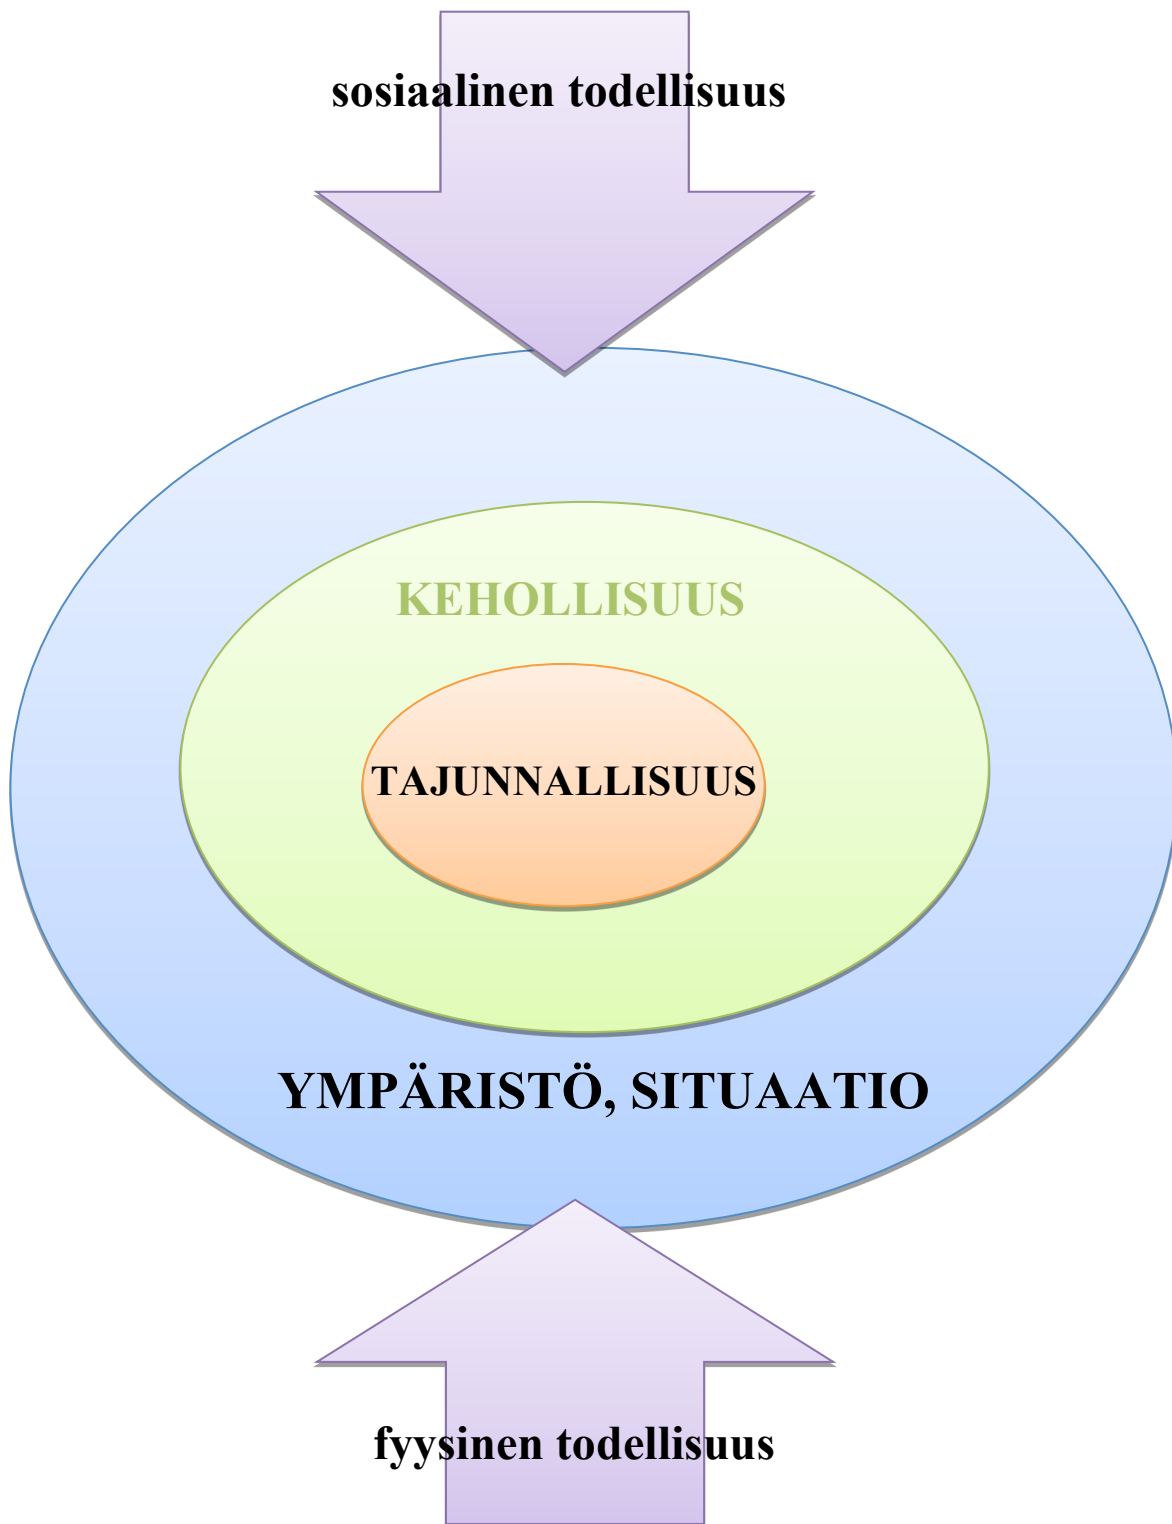 sosiaalinen todellisuus
KEHOLLISUUS
TAJUNNALLISUUS
YMPÄRISTÖ, SITUAATIO
fyysinen todellisuus